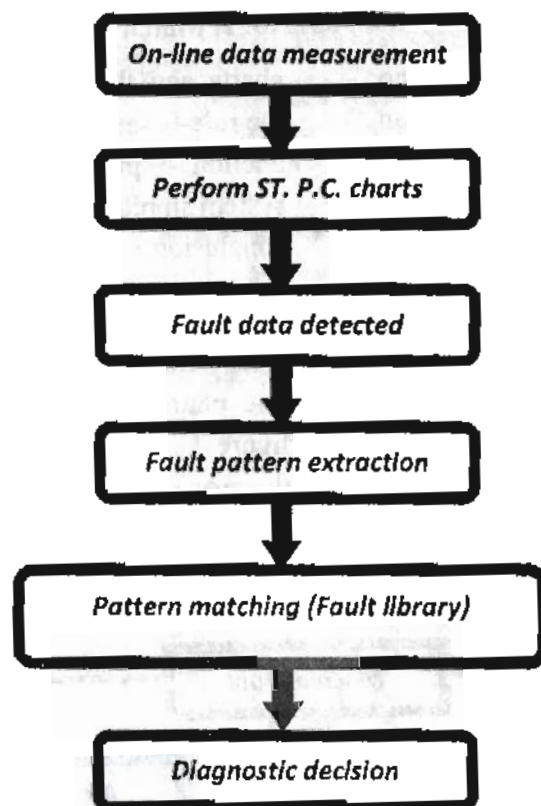 On-line data measurement
Perform ST. P.C. charts
Fault data detected
Fault pattern extraction
Pattern matching (Fault library)
Diagnostic decision